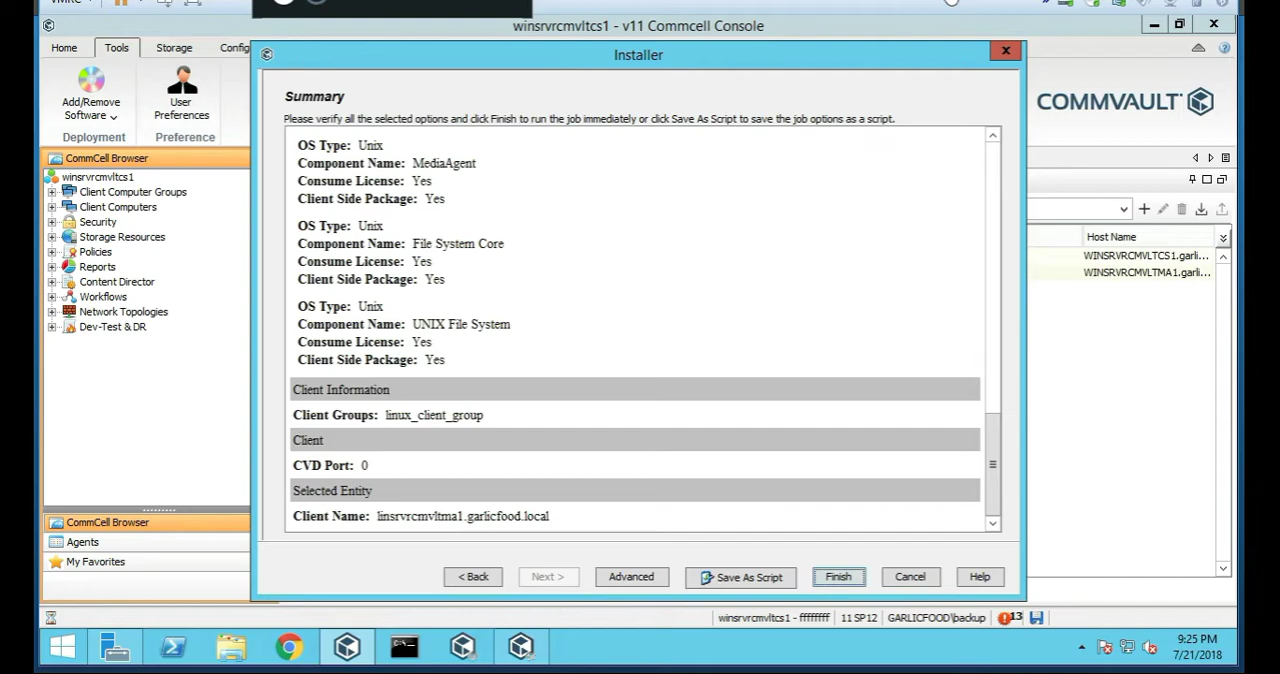 VMRC
winsrvrcmvltcs1 - v11 Commcell Console
Home Tools Storage Config
Installer
Add/Remove
Software
User
Preferences
Deployment
Preference
COMMVAULT
CommCell Browser
winsrvrcmvltcs1
Client Computer Groups
Client Computers
Security
Storage Resources
Policies
Reports
Content Director
Workflows
Network Topologies
Dev-Test & DR
CommCell Browser
Agents
My Favorites
Summary
Please verify all the selected options and click Finish to run the job immediately or click Save As Script to save the job options as a script.
OS Type: Unix
Component Name: MediaAgent
Consume License: Yes
Client Side Package: Yes
OS Type: Unix
Component Name: File System Core
Consume License: Yes
Client Side Package: Yes
OS Type: Unix
Component Name: UNIX File System
Consume License: Yes
Client Side Package: Yes
Client Information
Client Groups: linux_client_group
Client
CVD Port: 0
Selected Entity
Client Name: linsrvrcmvltma1.garlicfood.local
< Back Next > Advanced Save As Script Finish Cancel Help
Host Name
WINSRVRCMVLTCS1.garli...
WINSRVRCMVLTMA1.garli...
winsrvrcmvltcs1 - ffffffff 11 SP12 GARLICFOOD\backup 13
9:25 PM
7/21/2018